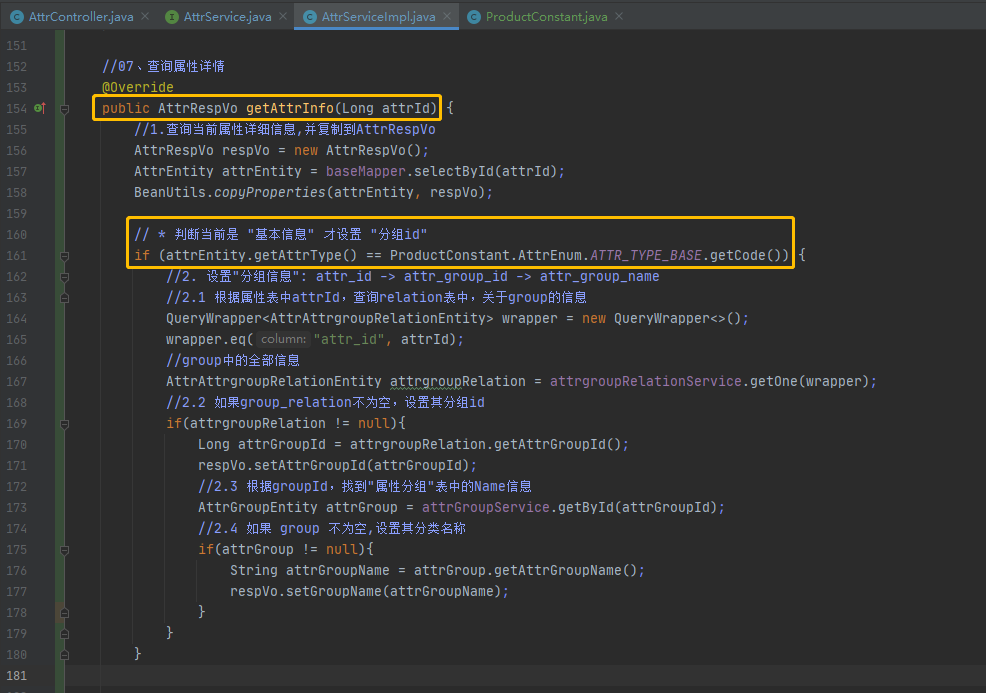 AttrController.java AttrService.java AttrServiceImpl.java ProductConstant.java
151
152 //07、查询属性详情
153 @Override
154 public AttrRespVo getAttrInfo(Long attrId) {
155 //1.查询当前属性详细信息,并复制到AttrRespVo
156 AttrRespVo respVo = new AttrRespVo();
157 AttrEntity attrEntity = baseMapper.selectById(attrId);
158 BeanUtils.copyProperties(attrEntity, respVo);
159
160 // * 判断当前是 "基本信息" 才设置 "分组id"
161 if (attrEntity.getAttrType() == ProductConstant.AttrEnum.ATTR_TYPE_BASE.getCode()) {
162 //2. 设置"分组信息": attr_id -> attr_group_id -> attr_group_name
163 //2.1 根据属性表中attrId，查询relation表中，关于group的信息
164 QueryWrapper<AttrAttrgroupRelationEntity> wrapper = new QueryWrapper<>();
165 wrapper.eq( column: "attr_id", attrId);
166 //group中的全部信息
167 AttrAttrgroupRelationEntity attrgroupRelation = attrgroupRelationService.getOne(wrapper);
168 //2.2 如果group_relation不为空，设置其分组id
169 if(attrgroupRelation != null){
170 Long attrGroupId = attrgroupRelation.getAttrGroupId();
171 respVo.setAttrGroupId(attrGroupId);
172 //2.3 根据groupId，找到"属性分组"表中的Name信息
173 AttrGroupEntity attrGroup = attrGroupService.getById(attrGroupId);
174 //2.4 如果 group 不为空,设置其分类名称
175 if(attrGroup != null){
176 String attrGroupName = attrGroup.getAttrGroupName();
177 respVo.setGroupName(attrGroupName);
178 }
179 }
180 }
181